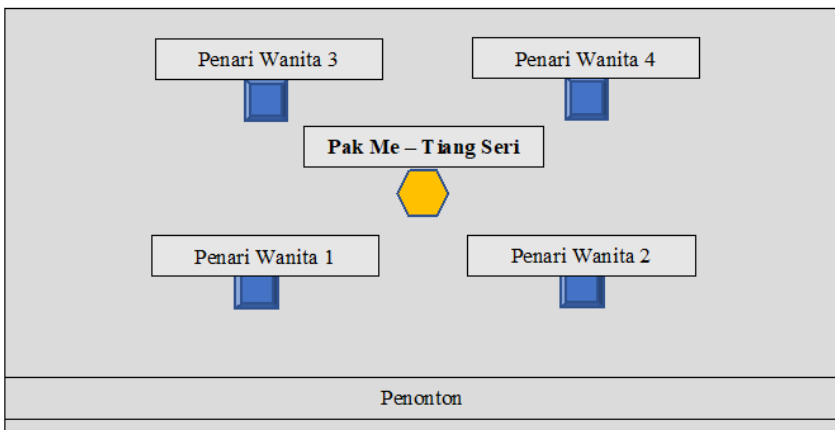 Penari Wanita 3
Penari Wanita 4
Pak Me – Tiang Seri
Penari Wanita 1
Penari Wanita 2
Penonton